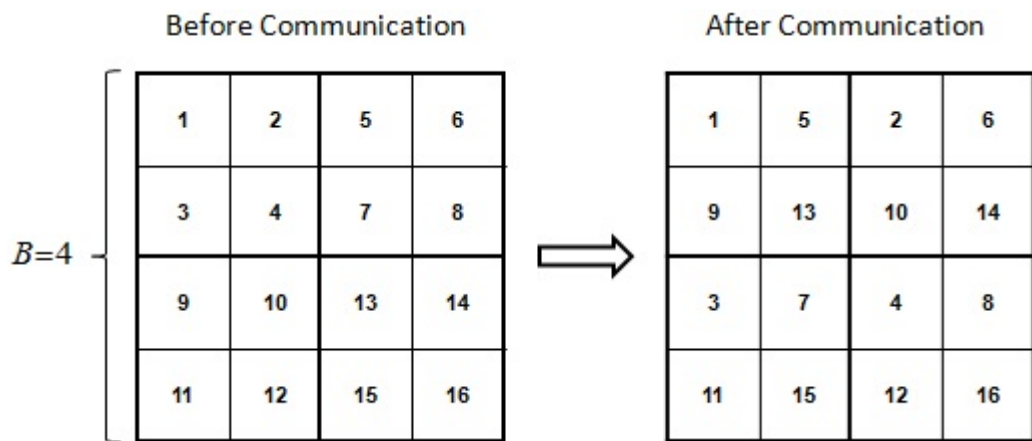 Before Communication After Communication
1 2 5 6 1 5 2 6
3 4 7 8 9 13 10 14
B=4
9 10 13 14 3 7 4 8
11 12 15 16 11 15 12 16